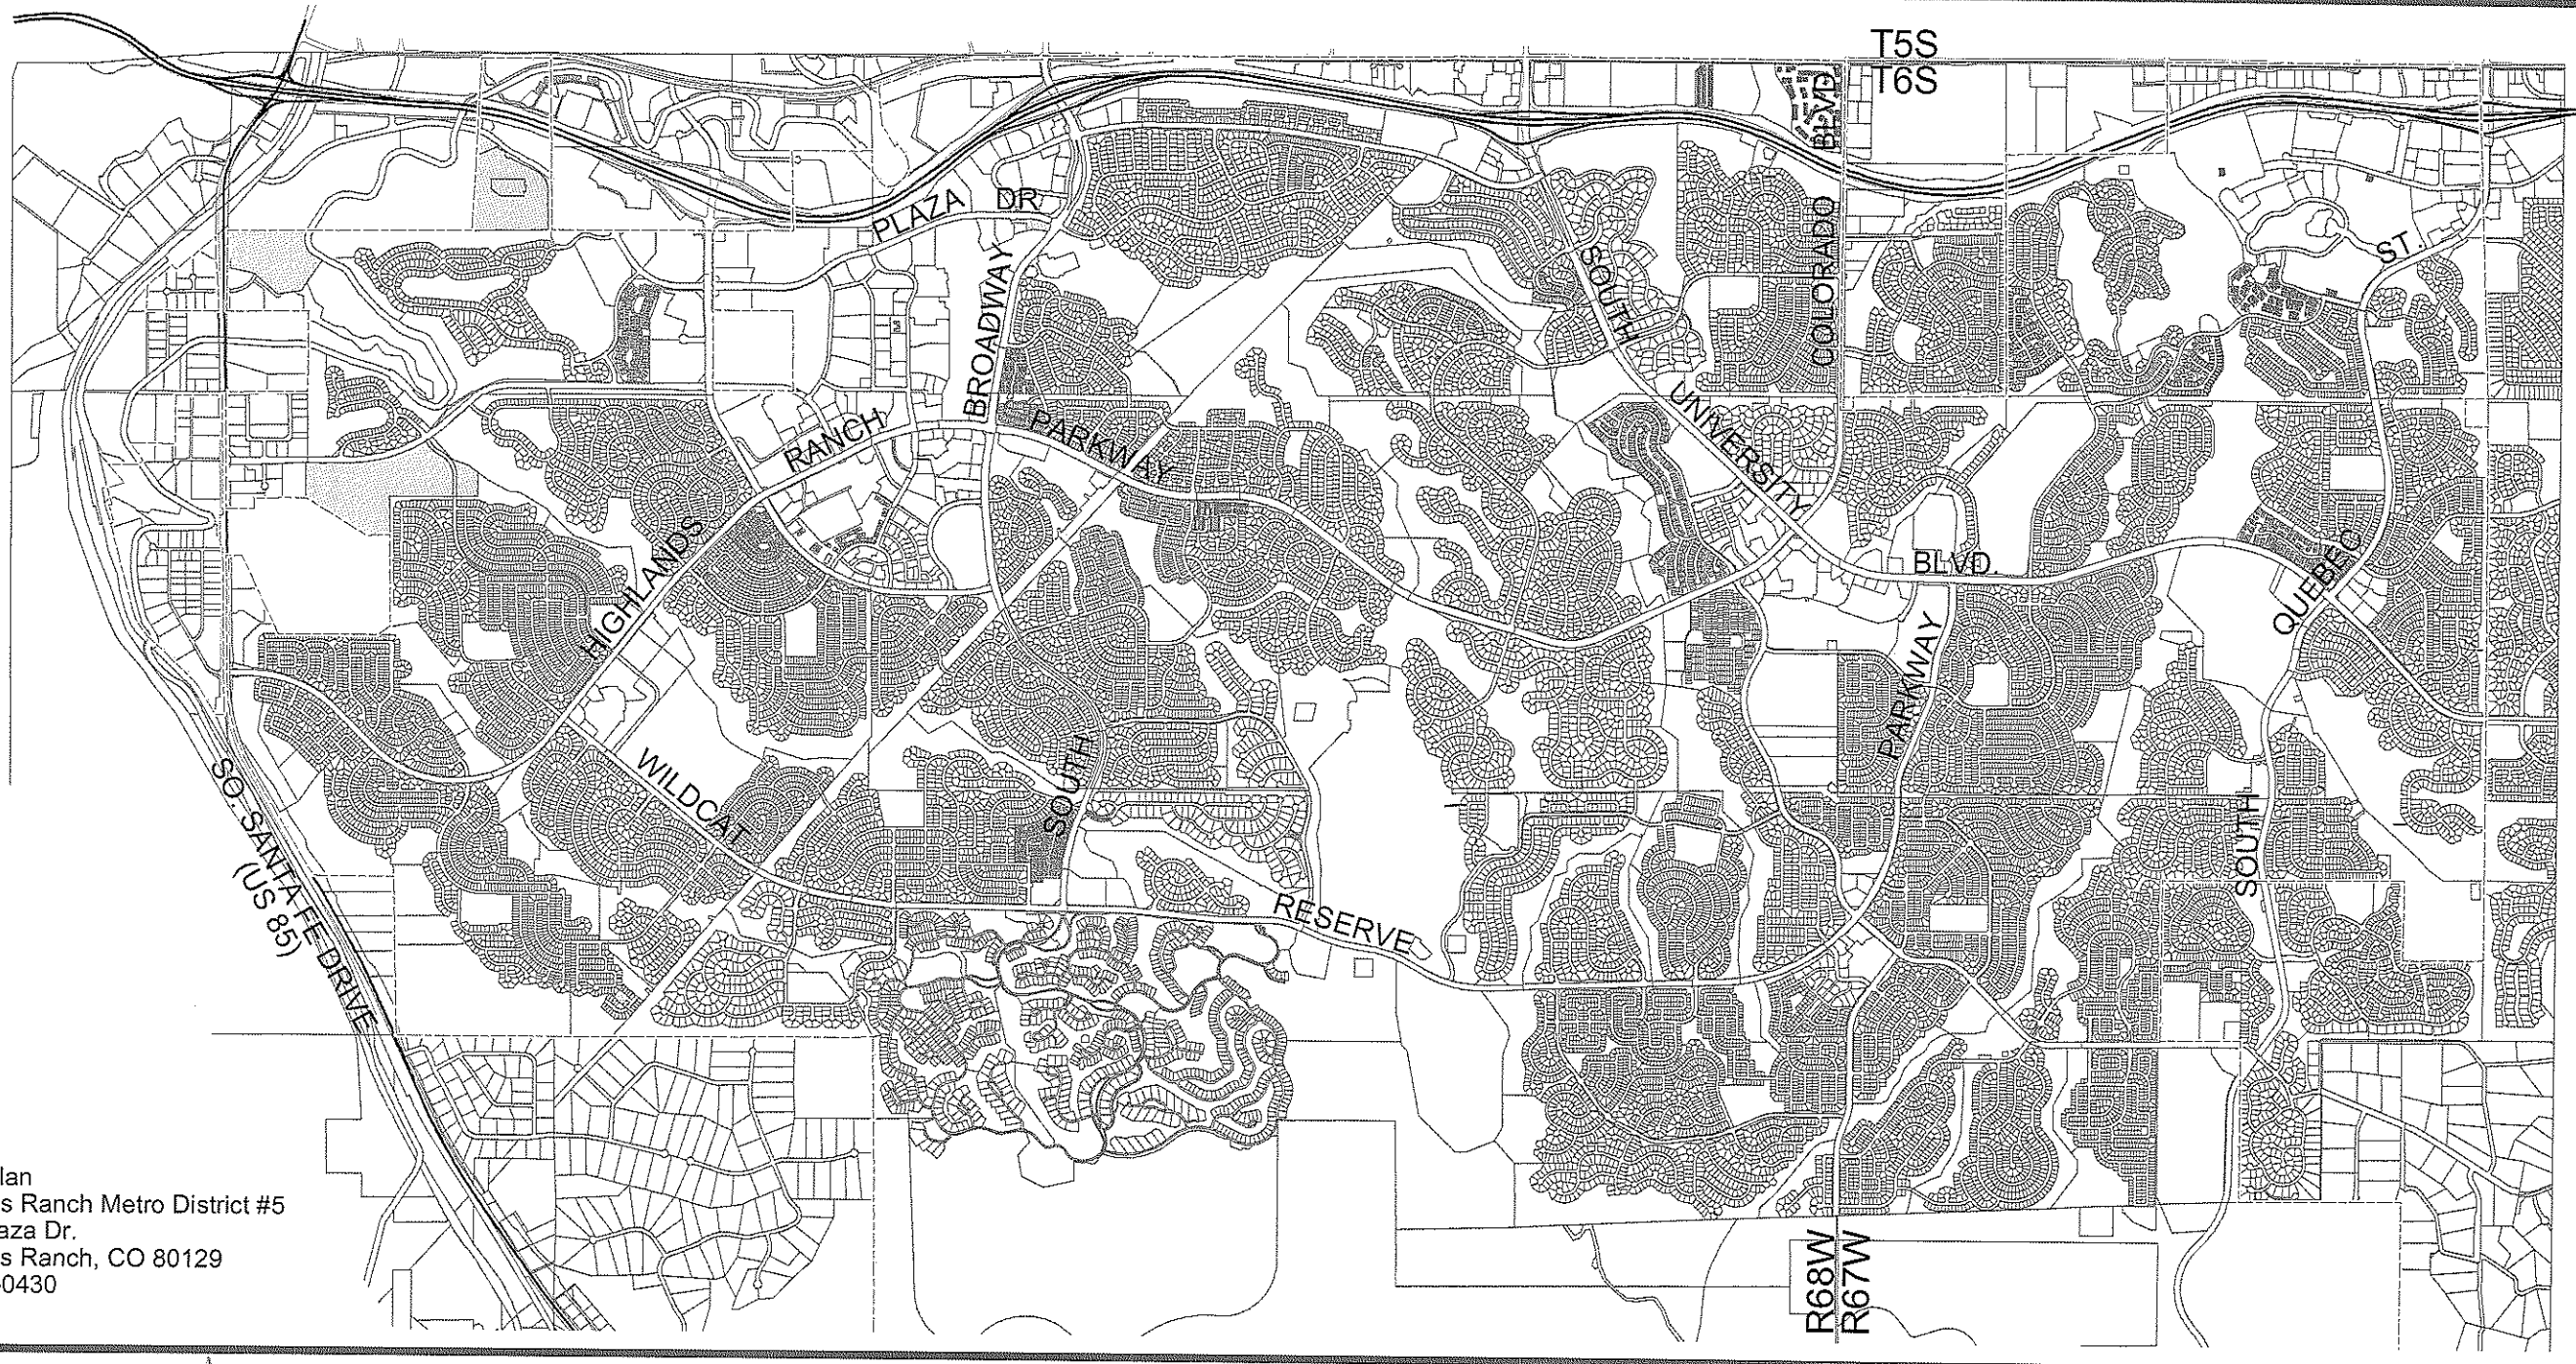 T5S
T6S
BLVD
COLORADO
PLAZA DR
BROADWAY
SOUTH
SOUTH
UNIVERSITY
BLVD.
ST.
QUEBEC
SOUTH
HIGHLANDS
RANCH
PARKWAY
WILDCAT
RESERVE
PARKWAY
SO. SANTA FE DRIVE
(US 85)
lan
s Ranch Metro District #5
aza Dr.
s Ranch, CO 80129
0430
R68W
R67W